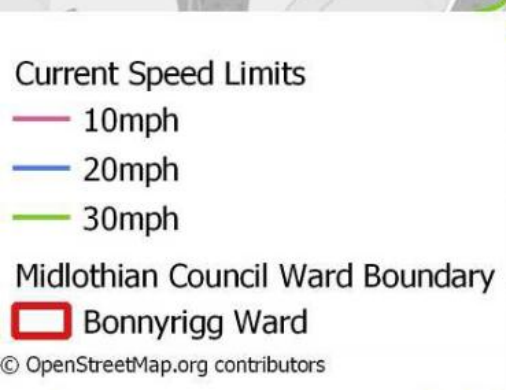 Current Speed Limits
10mph
20mph
30mph
Midlothian Council Ward Boundary
Bonnyrigg Ward
© OpenStreetMap.org contributors